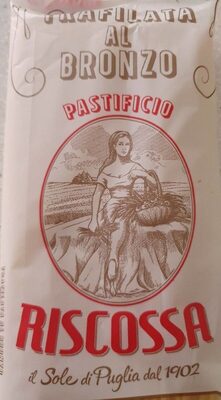 TRAFILATA
AL
BRONZO
PASTIFICIO
RISCOSSA
il Sole di Puglia dal 1902